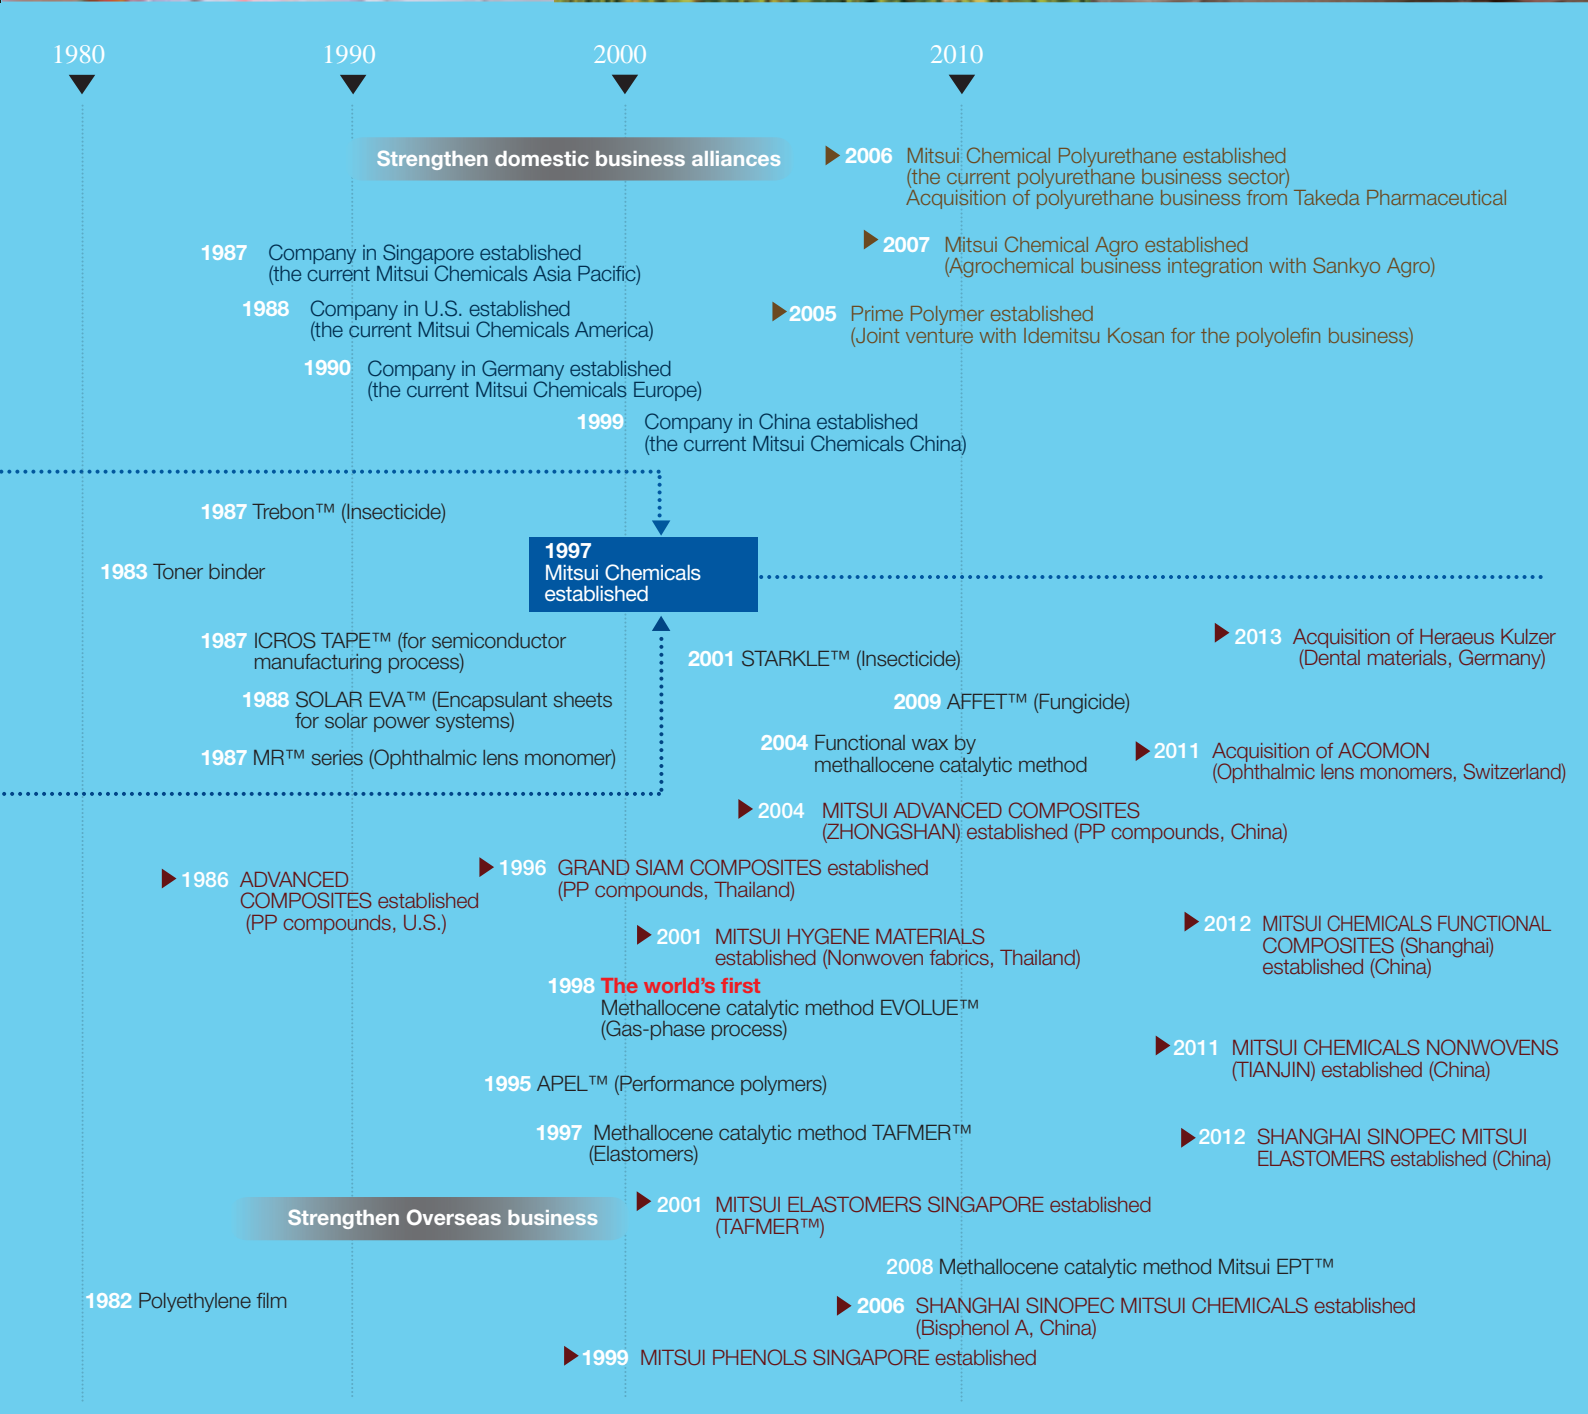 1980
1990
2000
2010
Strengthen domestic business alliances
2006 Mitsui Chemical Polyurethane established
(the current polyurethane business sector)
Acquisition of polyurethane business from Takeda Pharmaceutical
2007 Mitsui Chemical Agro established
(Agrochemical business integration with Sankyo Agro)
1987 Company in Singapore established
(the current Mitsui Chemicals Asia Pacific)
1988 Company in U.S. established
(the current Mitsui Chemicals America)
2005 Prime Polymer established
(Joint venture with Idemitsu Kosan for the polyolefin business)
1990 Company in Germany established
(the current Mitsui Chemicals Europe)
1999 Company in China established
(the current Mitsui Chemicals China)
1987 Trebon™ (Insecticide)
1983 Toner binder
1997
Mitsui Chemicals
established
1987 ICROS TAPE™ (for semiconductor
manufacturing process)
2001 STARKLE™ (Insecticide)
2013 Acquisition of Heraeus Kulzer
(Dental materials, Germany)
1988 SOLAR EVA™ (Encapsulant sheets
for solar power systems)
2009 AFFET™ (Fungicide)
1987 MR™ series (Ophthalmic lens monomer)
2004 Functional wax by
methallocene catalytic method
2011 Acquisition of ACOMON
(Ophthalmic lens monomers, Switzerland)
2004 MITSUI ADVANCED COMPOSITES
(ZHONGSHAN) established (PP compounds, China)
1986 ADVANCED
COMPOSITES established
(PP compounds, U.S.)
1996 GRAND SIAM COMPOSITES established
(PP compounds, Thailand)
2001 MITSUI HYGENE MATERIALS
established (Nonwoven fabrics, Thailand)
2012 MITSUI CHEMICALS FUNCTIONAL
COMPOSITES (Shanghai)
established (China)
1998 The world's first
Methallocene catalytic method EVOLUE™
(Gas-phase process)
2011 MITSUI CHEMICALS NONWOVENS
(TIANJIN) established (China)
1995 APEL™ (Performance polymers)
1997 Methallocene catalytic method TAFMER™
(Elastomers)
2012 SHANGHAI SINOPEC MITSUI
ELASTOMERS established (China)
Strengthen Overseas business
2001 MITSUI ELASTOMERS SINGAPORE established
(TAFMER™)
2008 Methallocene catalytic method Mitsui EPT™
1982 Polyethylene film
2006 SHANGHAI SINOPEC MITSUI CHEMICALS established
(Bisphenol A, China)
1999 MITSUI PHENOLS SINGAPORE established